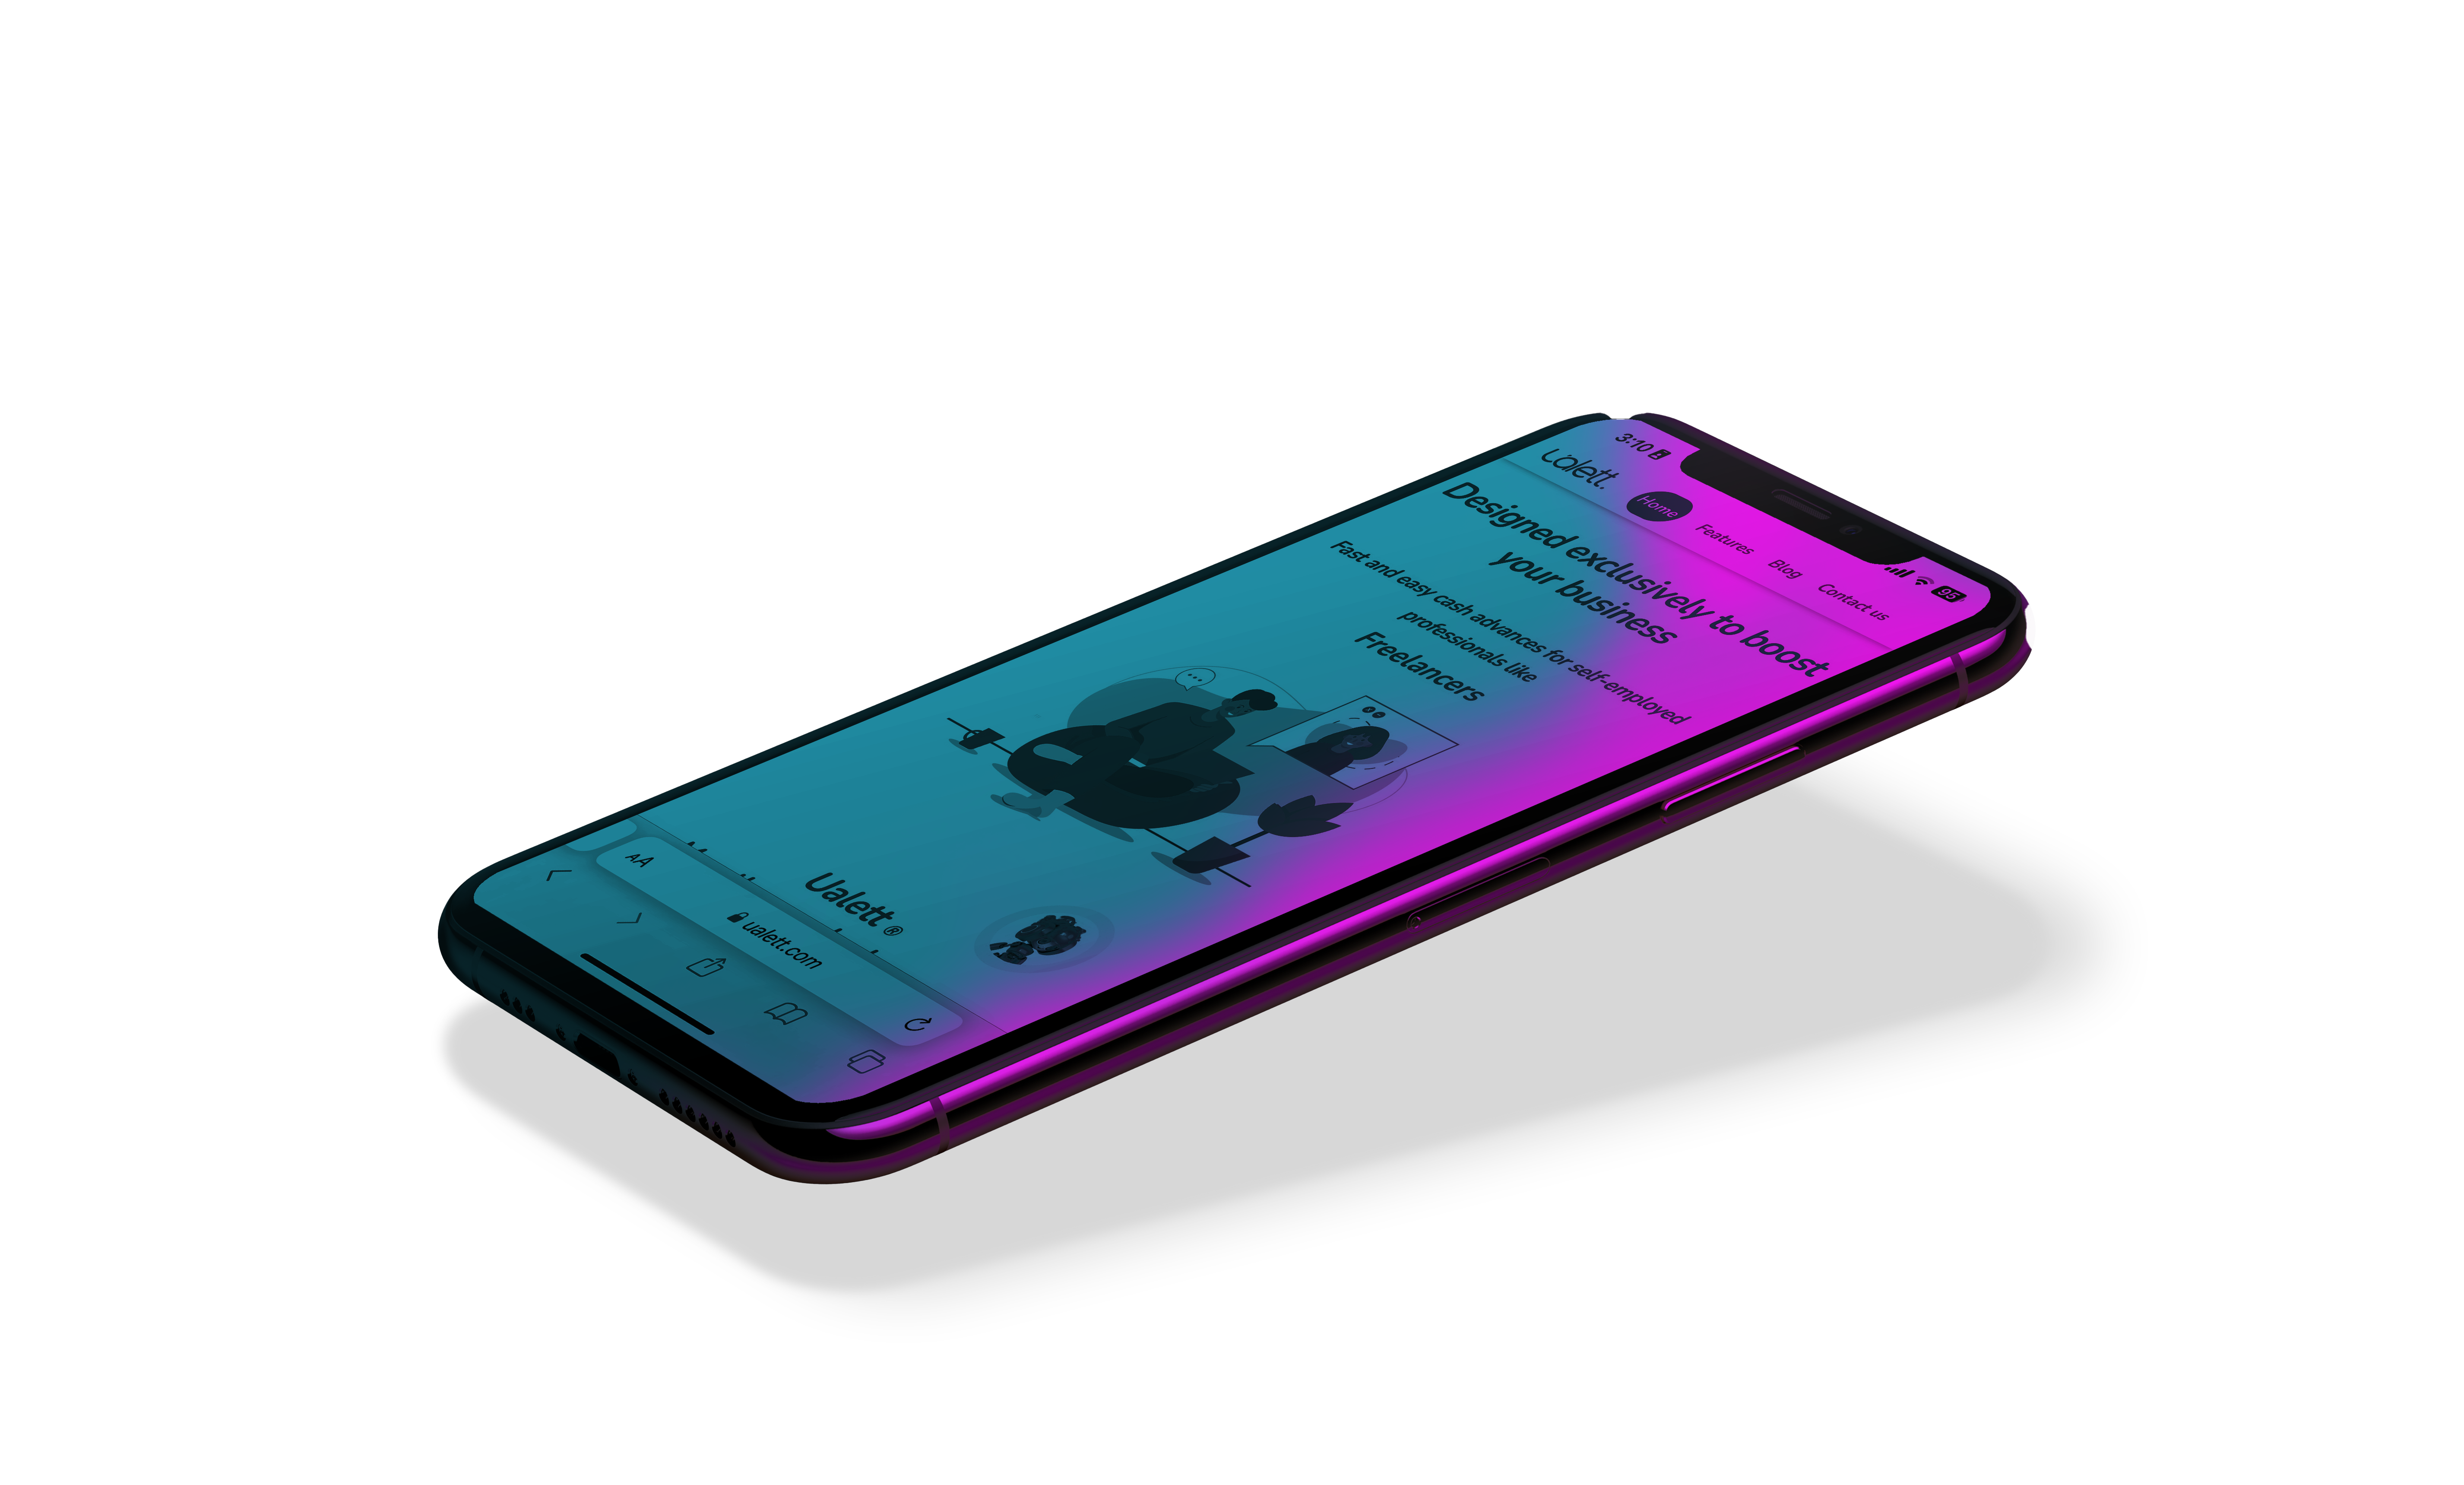 3:10
95
Ualett.
Home
Features
Blog
Contact us
Designed exclusively to boost
your business
Fast and easy cash advances for self-employed
professionals like
Freelancers
Ualett ®
AA
ualett.com